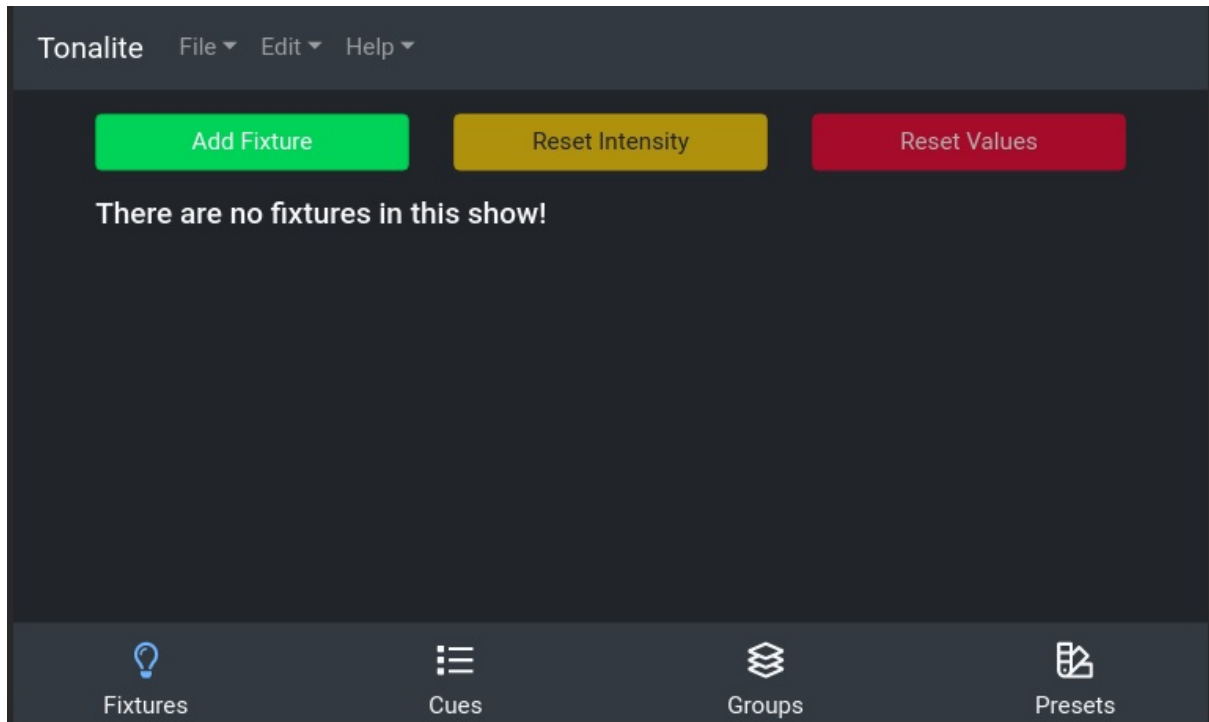 Tonalite File Edit Help
Add Fixture Reset Intensity Reset Values
There are no fixtures in this show!
Fixtures Cues Groups Presets